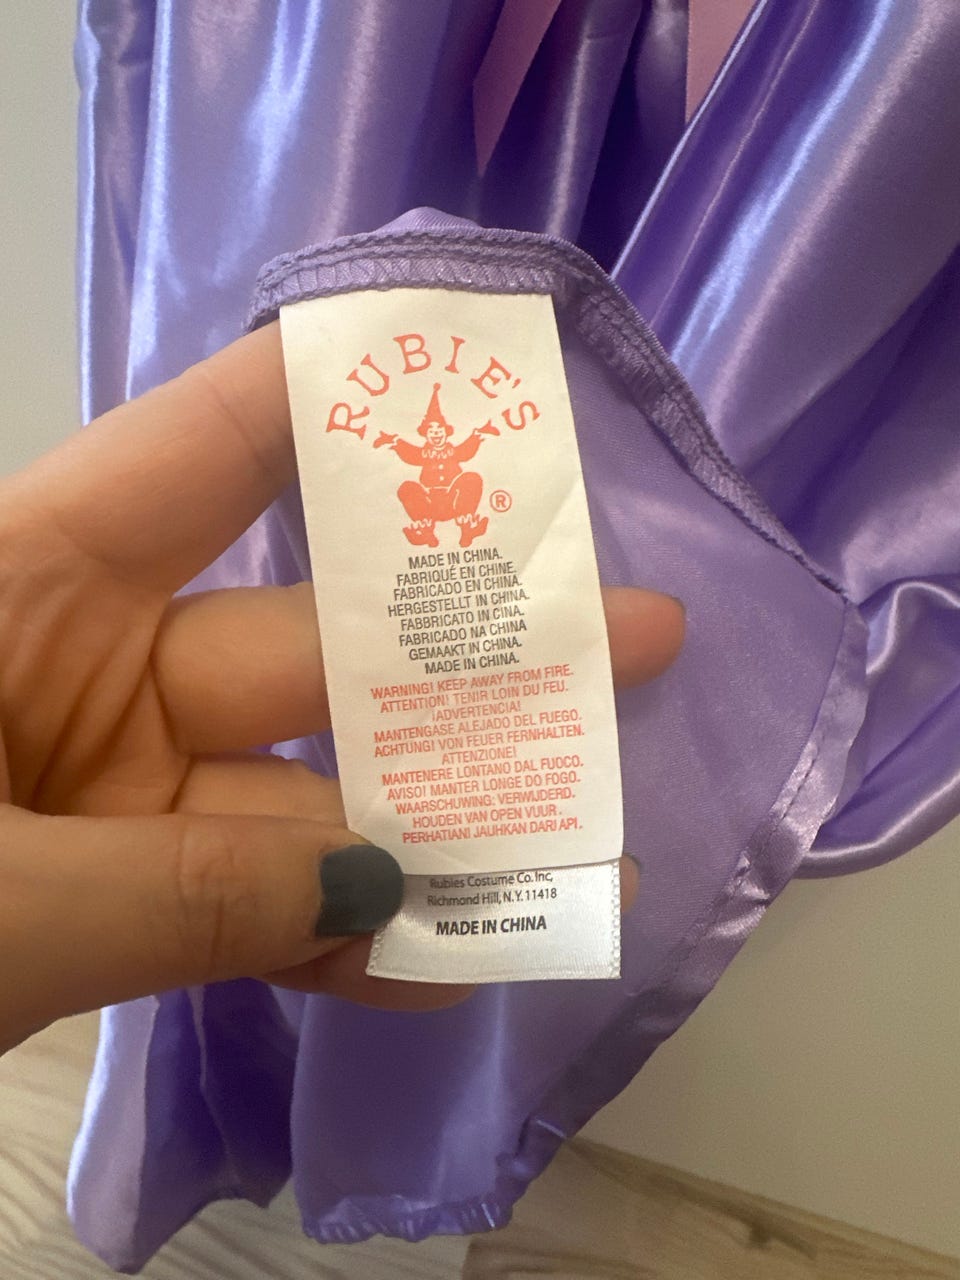 RUBIE'S
®
MADE IN CHINA.
FABRIQUÉ EN CHINE.
FABRICADO EN CHINA.
HERGESTELLT IN CHINA.
FABBRICATO IN CINA.
FABRICADO NA CHINA
GEMAAKT IN CHINA.
MADE IN CHINA.
WARNING! KEEP AWAY FROM FIRE.
ATTENTION! TENIR LOIN DU FEU.
¡ADVERTENCIA!
MANTENGASE ALEJADO DEL FUEGO.
ACHTUNG! VON FEUER FERNHALTEN.
ATTENZIONE!
MANTENERE LONTANO DAL FUOCO.
AVISO! MANTER LONGE DO FOGO.
WAARSCHUWING: VERWIJDERD.
HOUDEN VAN OPEN VUUR.
PERHATIAN! JAUHKAN DARI API.
Rubies Costume Co. Inc,
Richmond Hill, N.Y. 11418
MADE IN CHINA